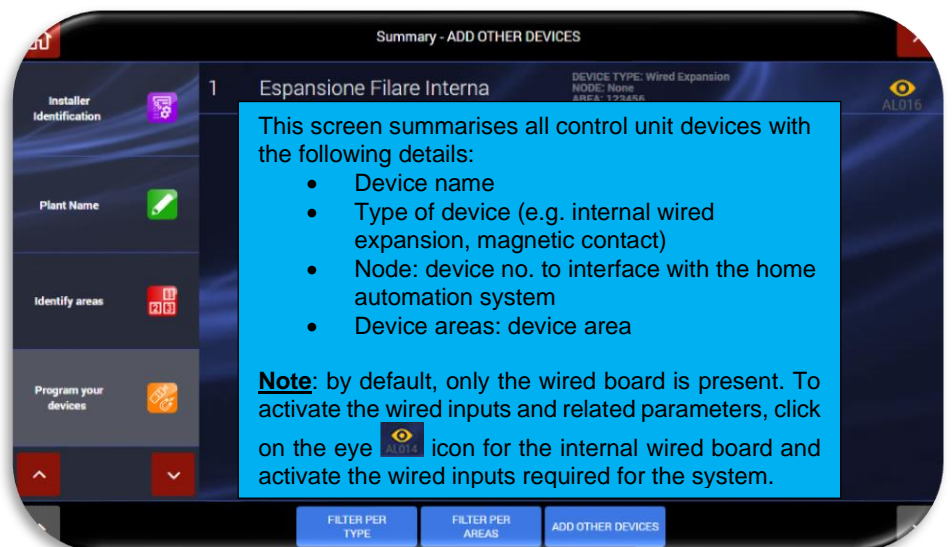 Summary - ADD OTHER DEVICES
Installer
Identification
Plant Name
Identify areas
Program your
devices
1 Espansione Filare Interna
DEVICE TYPE: Wired Expansion
NODE: None
AREA: 123456
AL016
This screen summarises all control unit devices with
the following details:
• Device name
• Type of device (e.g. internal wired
expansion, magnetic contact)
• Node: device no. to interface with the home
automation system
• Device areas: device area
Note: by default, only the wired board is present. To
activate the wired inputs and related parameters, click
on the eye AL014 icon for the internal wired board and
activate the wired inputs required for the system.
FILTER PER
TYPE
FILTER PER
AREAS
ADD OTHER DEVICES